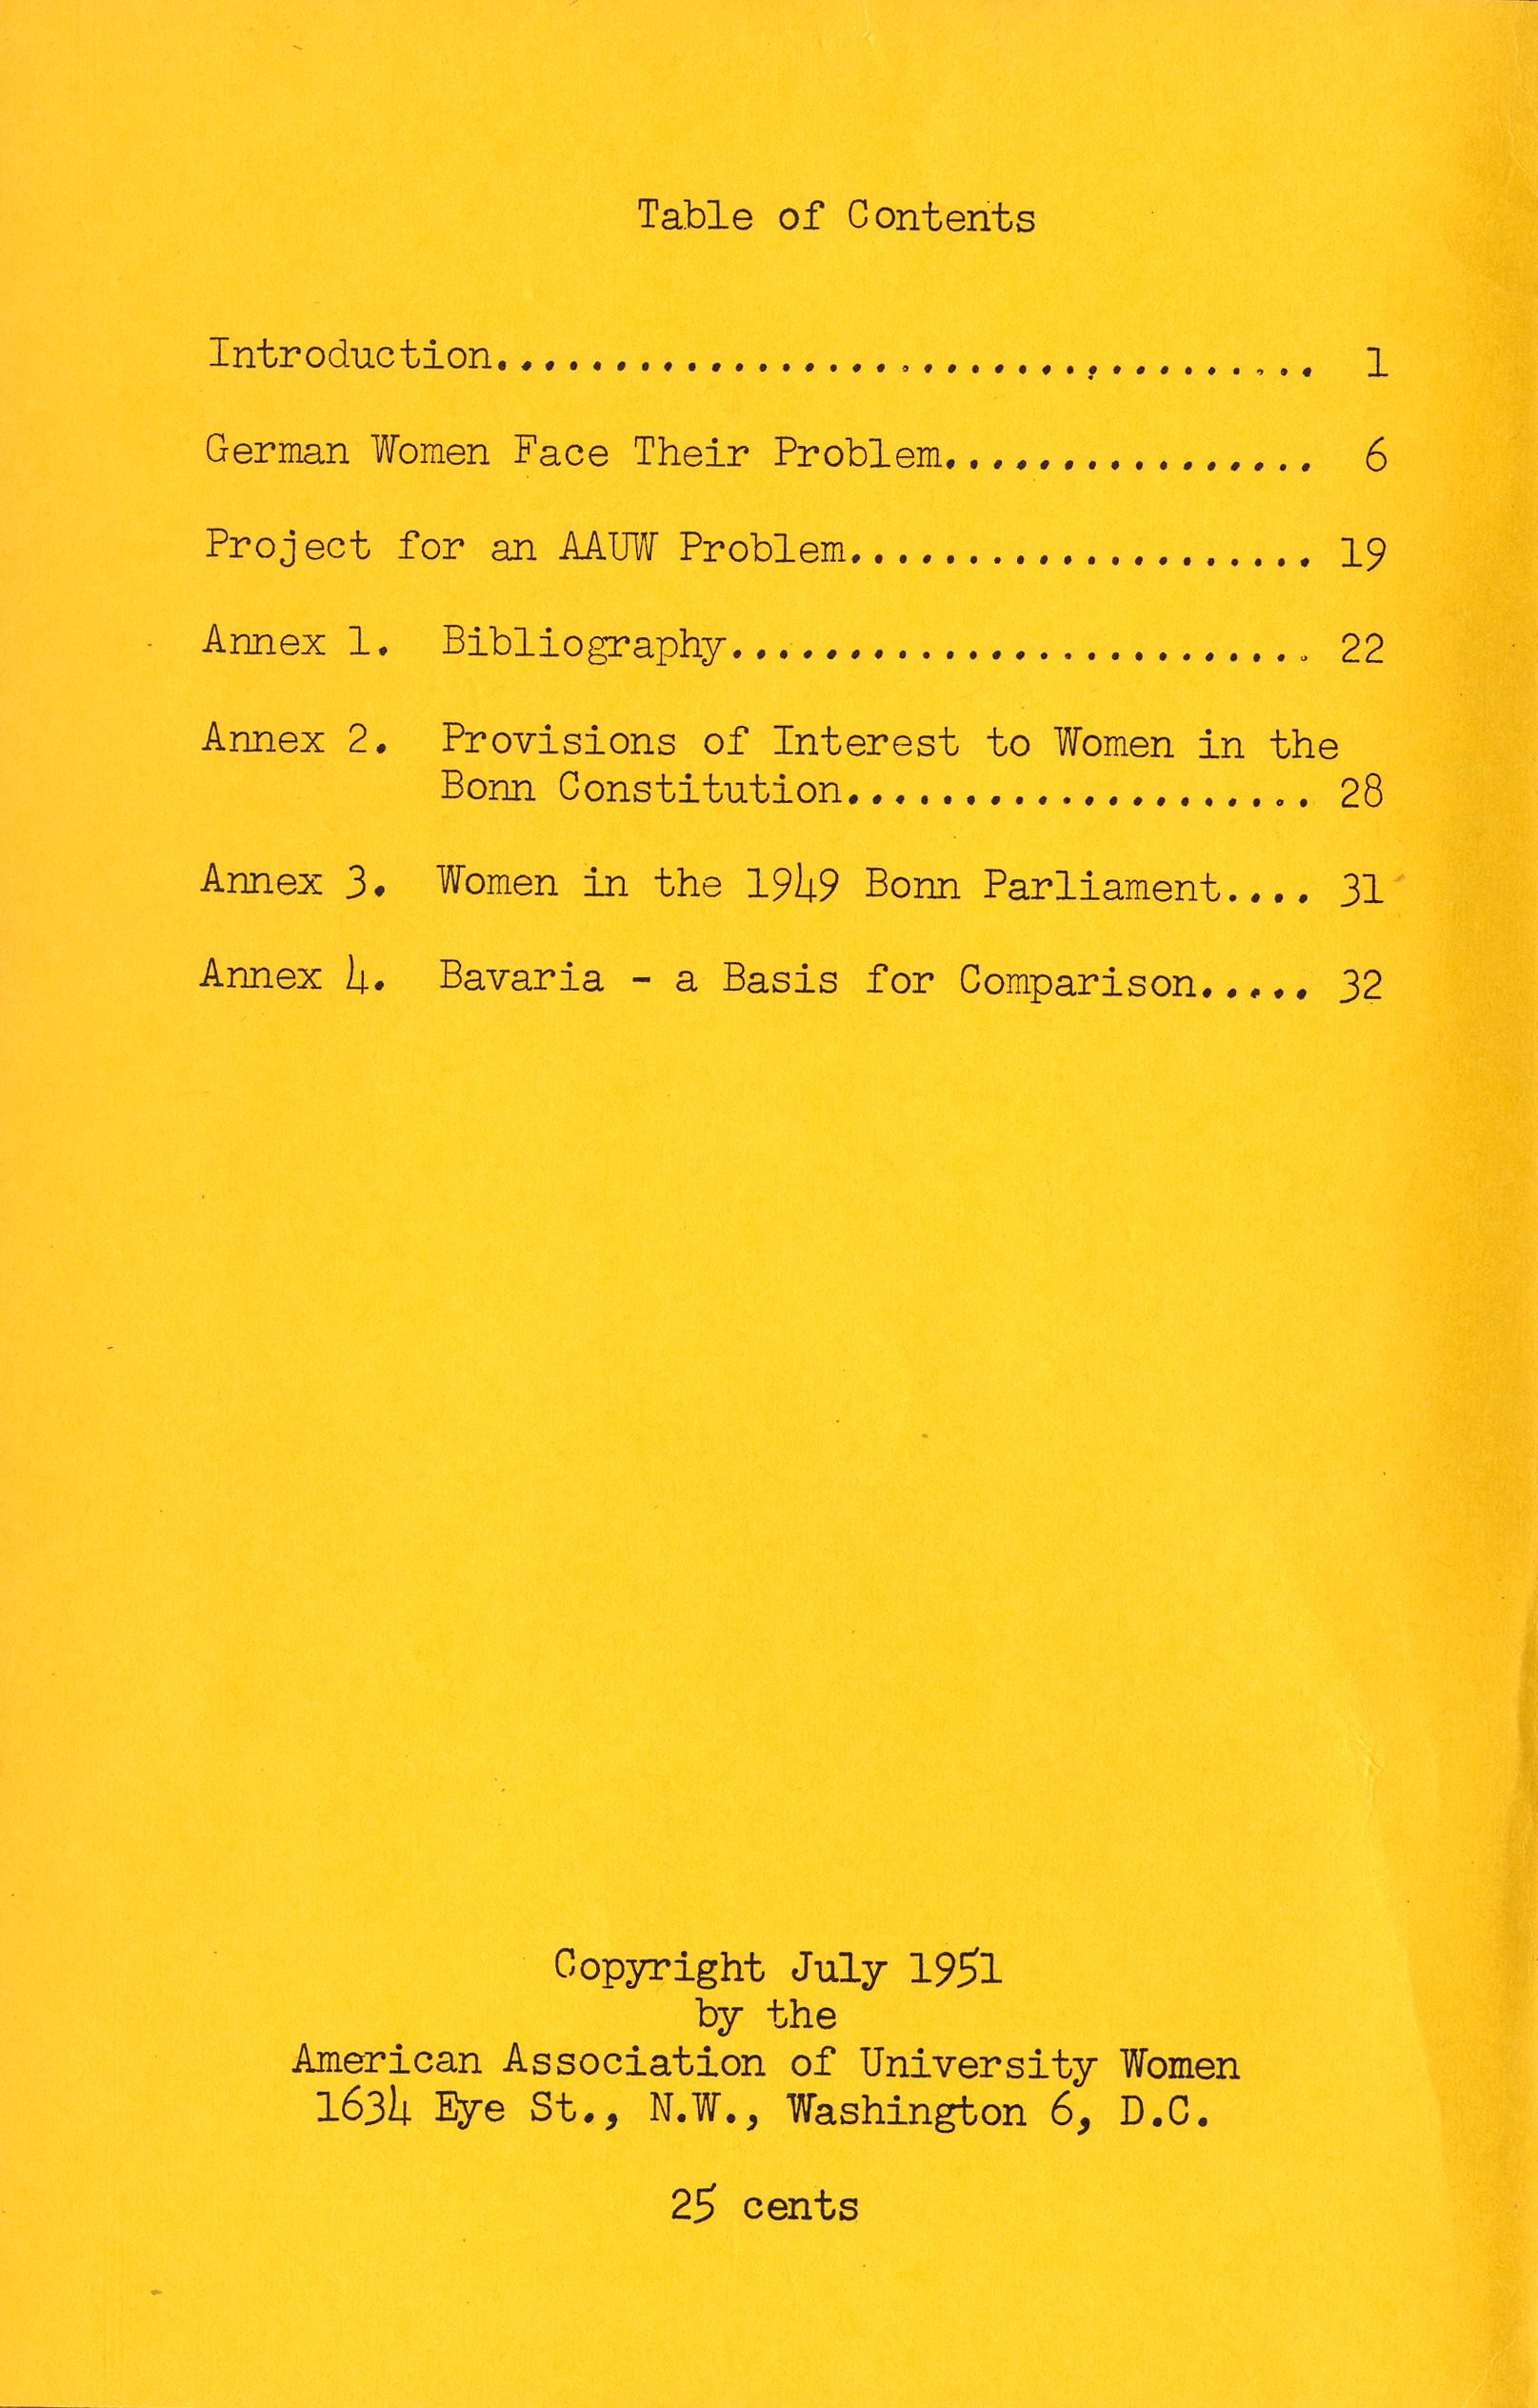 Table of Contents
Introduction................................... 1
German Women Face Their Problem................ 6
Project for an AAUW Problem.................... 19
Annex 1. Bibliography......................... 22
Annex 2. Provisions of Interest to Women in the
Bonn Constitution.................... 28
Annex 3. Women in the 1949 Bonn Parliament.... 31
Annex 4. Bavaria - a Basis for Comparison..... 32
Copyright July 1951
by the
American Association of University Women
1634 Eye St., N.W., Washington 6, D.C.
25 cents